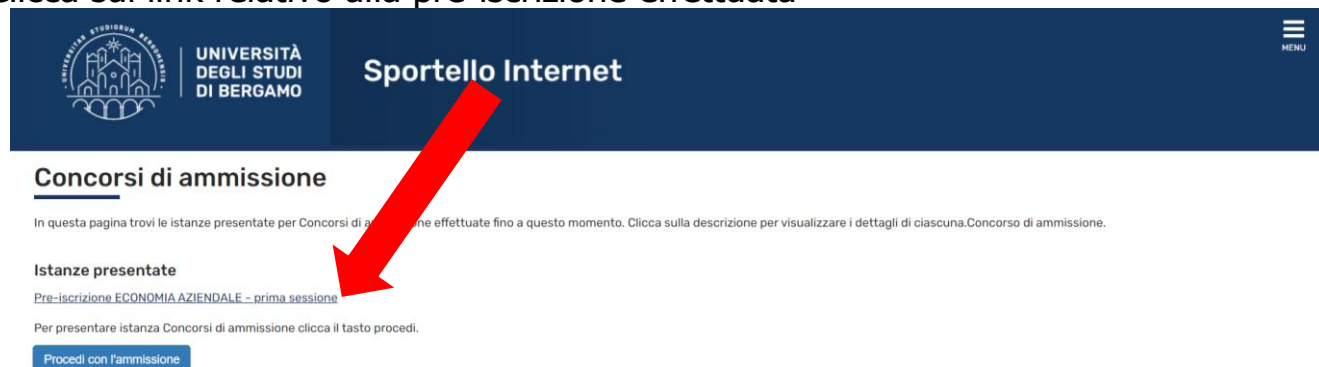 clicca sul link relativo alla pre-iscrizione effettuata
UNIVERSITÀ
DEGLI STUDI
DI BERGAMO
Sportello Internet
MENU
Concorsi di ammissione
In questa pagina trovi le istanze presentate per Concorsi di effettuate fino a questo momento. Clicca sulla descrizione per visualizzare i dettagli di ciascuna.Concorso di ammissione.
Istanze presentate
Pre-iscrizione ECONOMIA AZIENDALE - prima sessione
Per presentare istanza Concorsi di ammissione clicca il tasto procedi.
Procedi con l'ammissione